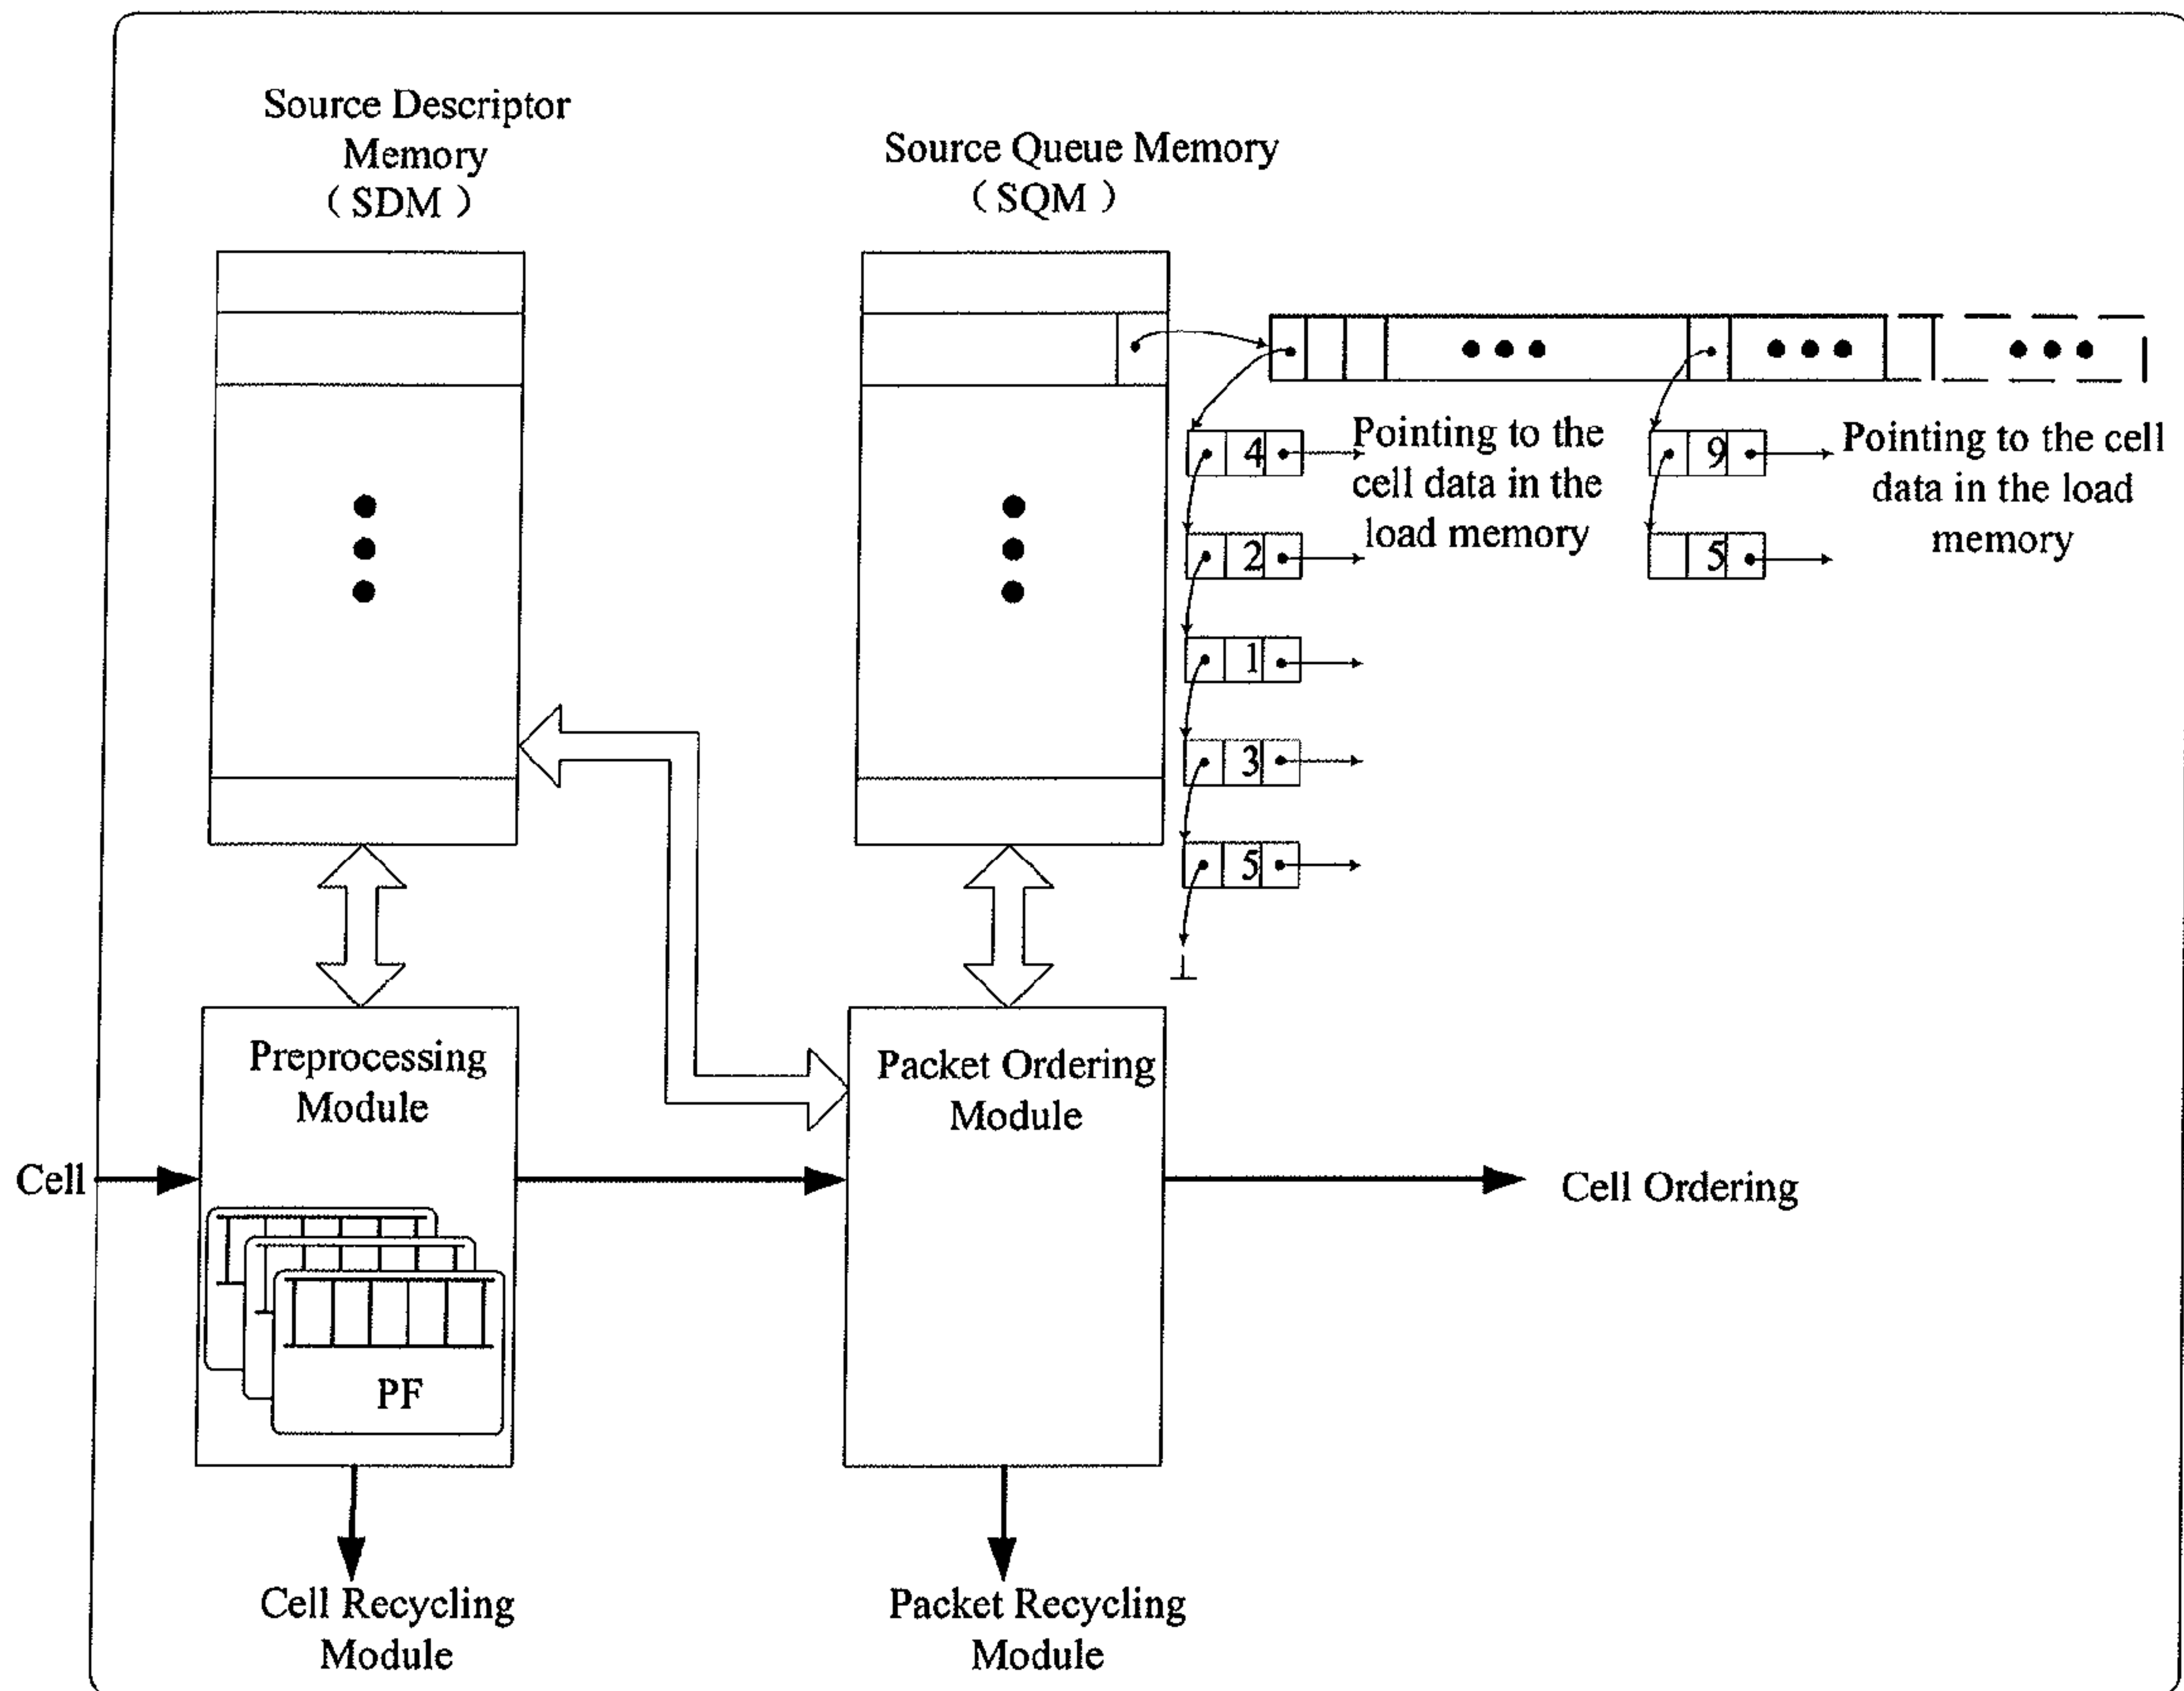 Source Descriptor
Memory
( SDM )
Source Queue Memory
( SQM )
4
Pointing to the
cell data in the
load memory
9
Pointing to the cell
data in the load
memory
2
5
1
3
5
Preprocessing
Module
Packet Ordering
Module
Cell
Cell Ordering
PF
Cell Recycling
Module
Packet Recycling
Module